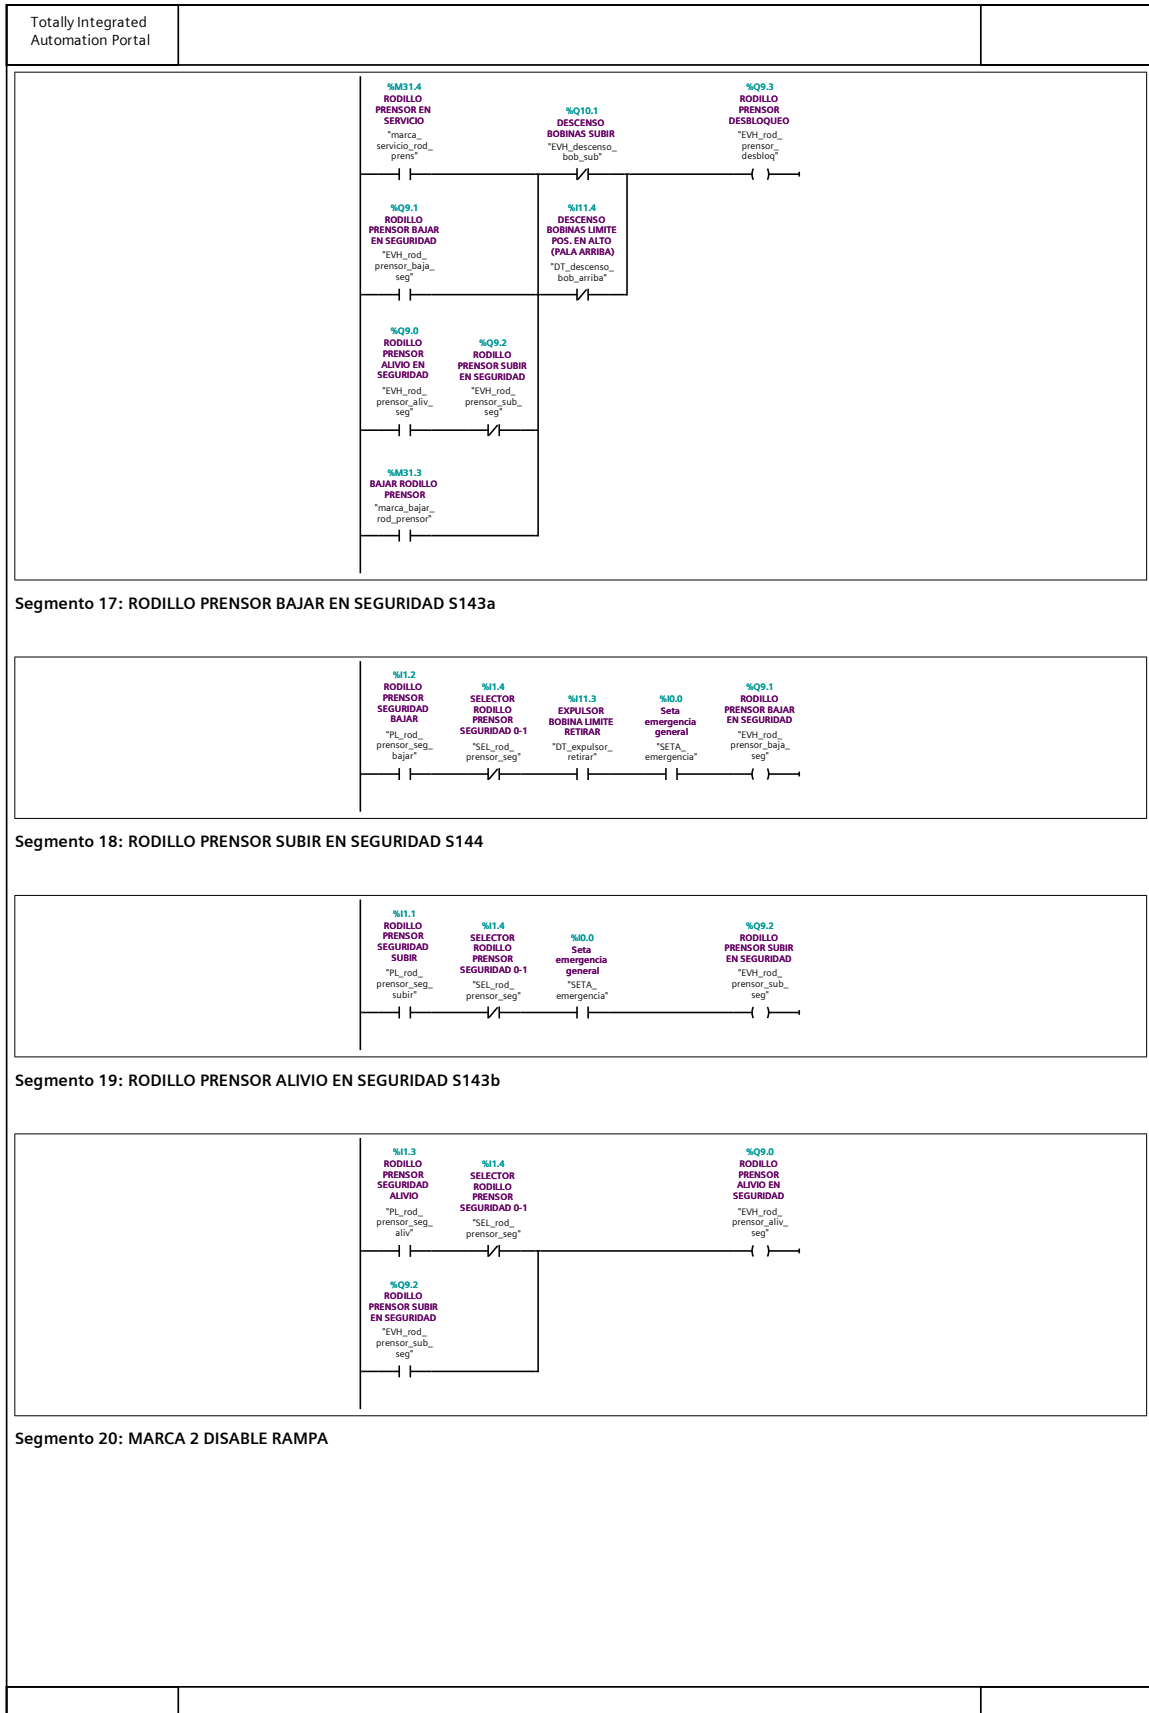 Totally Integrated
Automation Portal
%M31.4
RODILLO
PRENSOR EN
SERVICIO
"marca_
servicio_rod_
prens"
%Q10.1
DESCENSO
BOBINAS SUBIR
"EVH_descenso_
bob_sub"
%Q9.3
RODILLO
PRENSOR
DESBLOQUEO
"EVH_rod_
prensor_
desbloq"
%Q9.1
RODILLO
PRENSOR BAJAR
EN SEGURIDAD
"EVH_rod_
prensor_baja_
seg"
%I11.4
DESCENSO
BOBINAS LIMITE
POS. EN ALTO
(PALA ARRIBA)
"DT_descenso_
bob_arriba"
%Q9.0
RODILLO
PRENSOR
ALIVIO EN
SEGURIDAD
"EVH_rod_
prensor_aliv_
seg"
%Q9.2
RODILLO
PRENSOR SUBIR
EN SEGURIDAD
"EVH_rod_
prensor_sub_
seg"
%M31.3
BAJAR RODILLO
PRENSOR
"marca_bajar_
rod_prensor"
Segmento 17: RODILLO PRENSOR BAJAR EN SEGURIDAD S143a
%I1.2
RODILLO
PRENSOR
SEGURIDAD
BAJAR
"PL_rod_
prensor_seg_
bajar"
%I1.4
SELECTOR
RODILLO
PRENSOR
SEGURIDAD 0-1
"SEL_rod_
prensor_seg"
%I11.3
EXPULSOR
BOBINA LIMITE
RETIRAR
"DT_expulsor_
retirar"
%I0.0
Seta
emergencia
general
"SETA_
emergencia"
%Q9.1
RODILLO
PRENSOR BAJAR
EN SEGURIDAD
"EVH_rod_
prensor_baja_
seg"
Segmento 18: RODILLO PRENSOR SUBIR EN SEGURIDAD S144
%I1.1
RODILLO
PRENSOR
SEGURIDAD
SUBIR
"PL_rod_
prensor_seg_
subir"
%I1.4
SELECTOR
RODILLO
PRENSOR
SEGURIDAD 0-1
"SEL_rod_
prensor_seg"
%I0.0
Seta
emergencia
general
"SETA_
emergencia"
%Q9.2
RODILLO
PRENSOR SUBIR
EN SEGURIDAD
"EVH_rod_
prensor_sub_
seg"
Segmento 19: RODILLO PRENSOR ALIVIO EN SEGURIDAD S143b
%I1.3
RODILLO
PRENSOR
SEGURIDAD
ALIVIO
"PL_rod_
prensor_seg_
aliv"
%I1.4
SELECTOR
RODILLO
PRENSOR
SEGURIDAD 0-1
"SEL_rod_
prensor_seg"
%Q9.0
RODILLO
PRENSOR
ALIVIO EN
SEGURIDAD
"EVH_rod_
prensor_aliv_
seg"
%Q9.2
RODILLO
PRENSOR SUBIR
EN SEGURIDAD
"EVH_rod_
prensor_sub_
seg"
Segmento 20: MARCA 2 DISABLE RAMPA